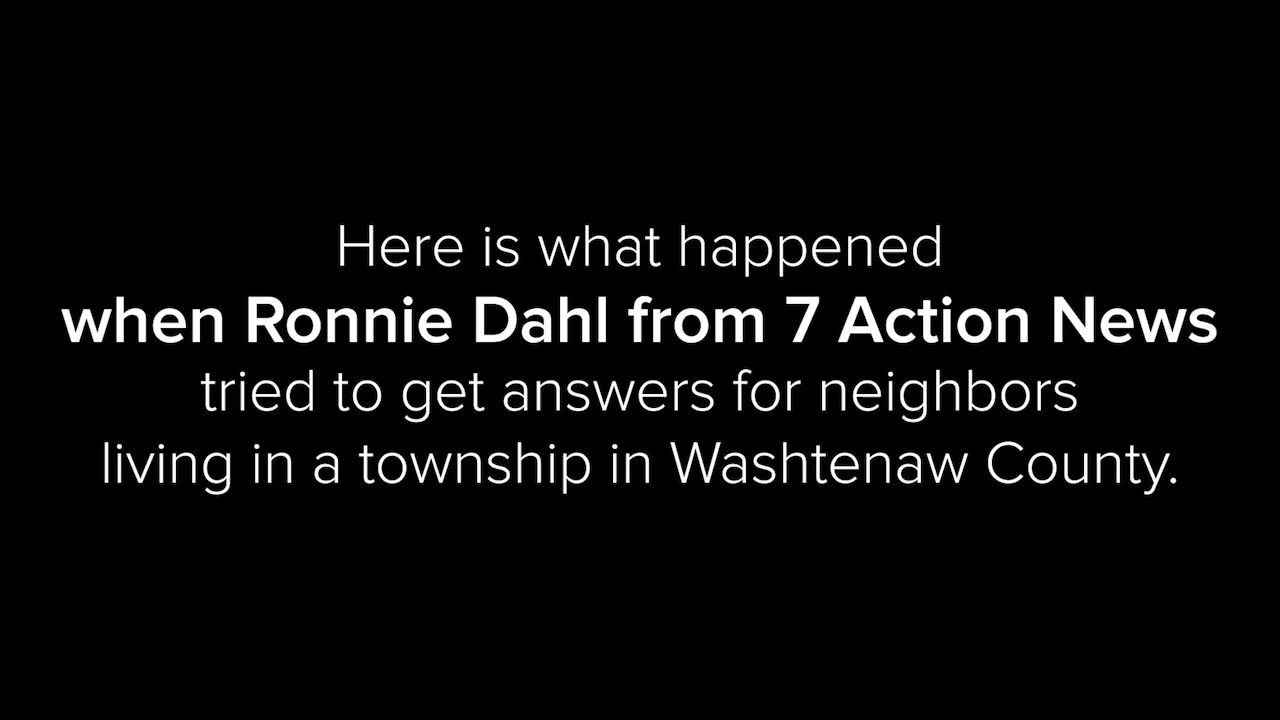 Here is what happened
when Ronnie Dahl from 7 Action News
tried to get answers for neighbors
living in a township in Washtenaw County.